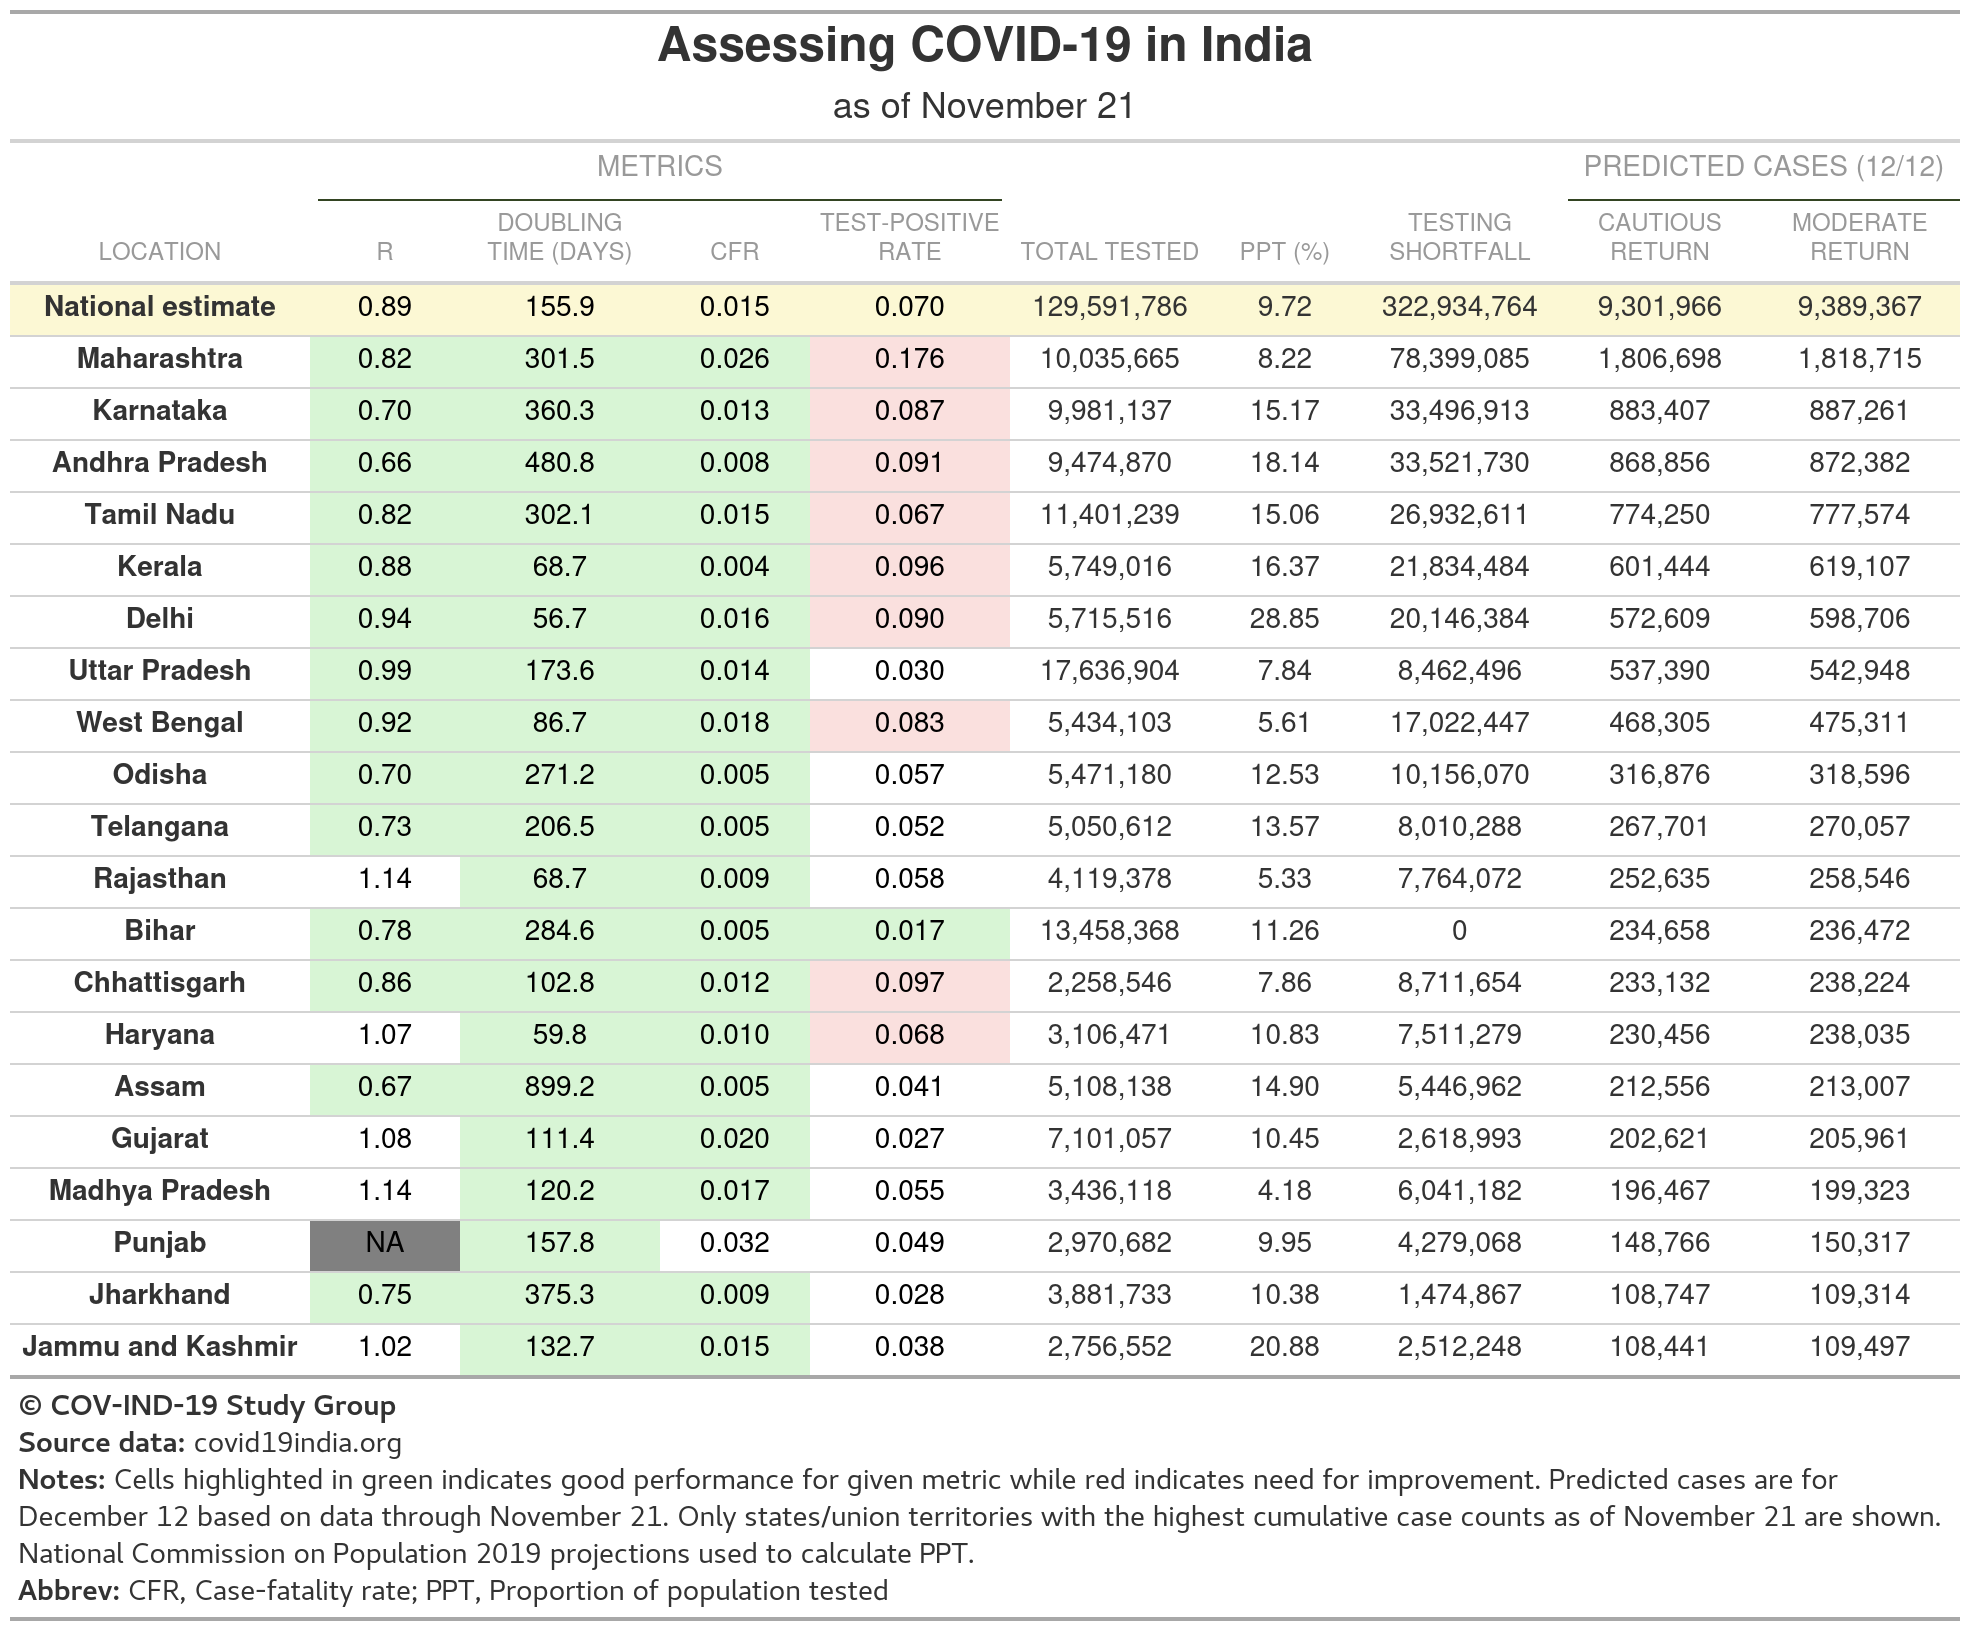 Assessing COVID-19 in India
as of November 21
METRICS PREDICTED CASES (12/12)
LOCATION R DOUBLING TIME (DAYS) CFR TEST-POSITIVE RATE TOTAL TESTED PPT (%) TESTING SHORTFALL CAUTIOUS RETURN MODERATE RETURN
National estimate 0.89 155.9 0.015 0.070 129,591,786 9.72 322,934,764 9,301,966 9,389,367
Maharashtra 0.82 301.5 0.026 0.176 10,035,665 8.22 78,399,085 1,806,698 1,818,715
Karnataka 0.70 360.3 0.013 0.087 9,981,137 15.17 33,496,913 883,407 887,261
Andhra Pradesh 0.66 480.8 0.008 0.091 9,474,870 18.14 33,521,730 868,856 872,382
Tamil Nadu 0.82 302.1 0.015 0.067 11,401,239 15.06 26,932,611 774,250 777,574
Kerala 0.88 68.7 0.004 0.096 5,749,016 16.37 21,834,484 601,444 619,107
Delhi 0.94 56.7 0.016 0.090 5,715,516 28.85 20,146,384 572,609 598,706
Uttar Pradesh 0.99 173.6 0.014 0.030 17,636,904 7.84 8,462,496 537,390 542,948
West Bengal 0.92 86.7 0.018 0.083 5,434,103 5.61 17,022,447 468,305 475,311
Odisha 0.70 271.2 0.005 0.057 5,471,180 12.53 10,156,070 316,876 318,596
Telangana 0.73 206.5 0.005 0.052 5,050,612 13.57 8,010,288 267,701 270,057
Rajasthan 1.14 68.7 0.009 0.058 4,119,378 5.33 7,764,072 252,635 258,546
Bihar 0.78 284.6 0.005 0.017 13,458,368 11.26 0 234,658 236,472
Chhattisgarh 0.86 102.8 0.012 0.097 2,258,546 7.86 8,711,654 233,132 238,224
Haryana 1.07 59.8 0.010 0.068 3,106,471 10.83 7,511,279 230,456 238,035
Assam 0.67 899.2 0.005 0.041 5,108,138 14.90 5,446,962 212,556 213,007
Gujarat 1.08 111.4 0.020 0.027 7,101,057 10.45 2,618,993 202,621 205,961
Madhya Pradesh 1.14 120.2 0.017 0.055 3,436,118 4.18 6,041,182 196,467 199,323
Punjab NA 157.8 0.032 0.049 2,970,682 9.95 4,279,068 148,766 150,317
Jharkhand 0.75 375.3 0.009 0.028 3,881,733 10.38 1,474,867 108,747 109,314
Jammu and Kashmir 1.02 132.7 0.015 0.038 2,756,552 20.88 2,512,248 108,441 109,497
© COV-IND-19 Study Group
Source data: covid19india.org
Notes: Cells highlighted in green indicates good performance for given metric while red indicates need for improvement. Predicted cases are for
December 12 based on data through November 21. Only states/union territories with the highest cumulative case counts as of November 21 are shown.
National Commission on Population 2019 projections used to calculate PPT.
Abbrev: CFR, Case-fatality rate; PPT, Proportion of population tested